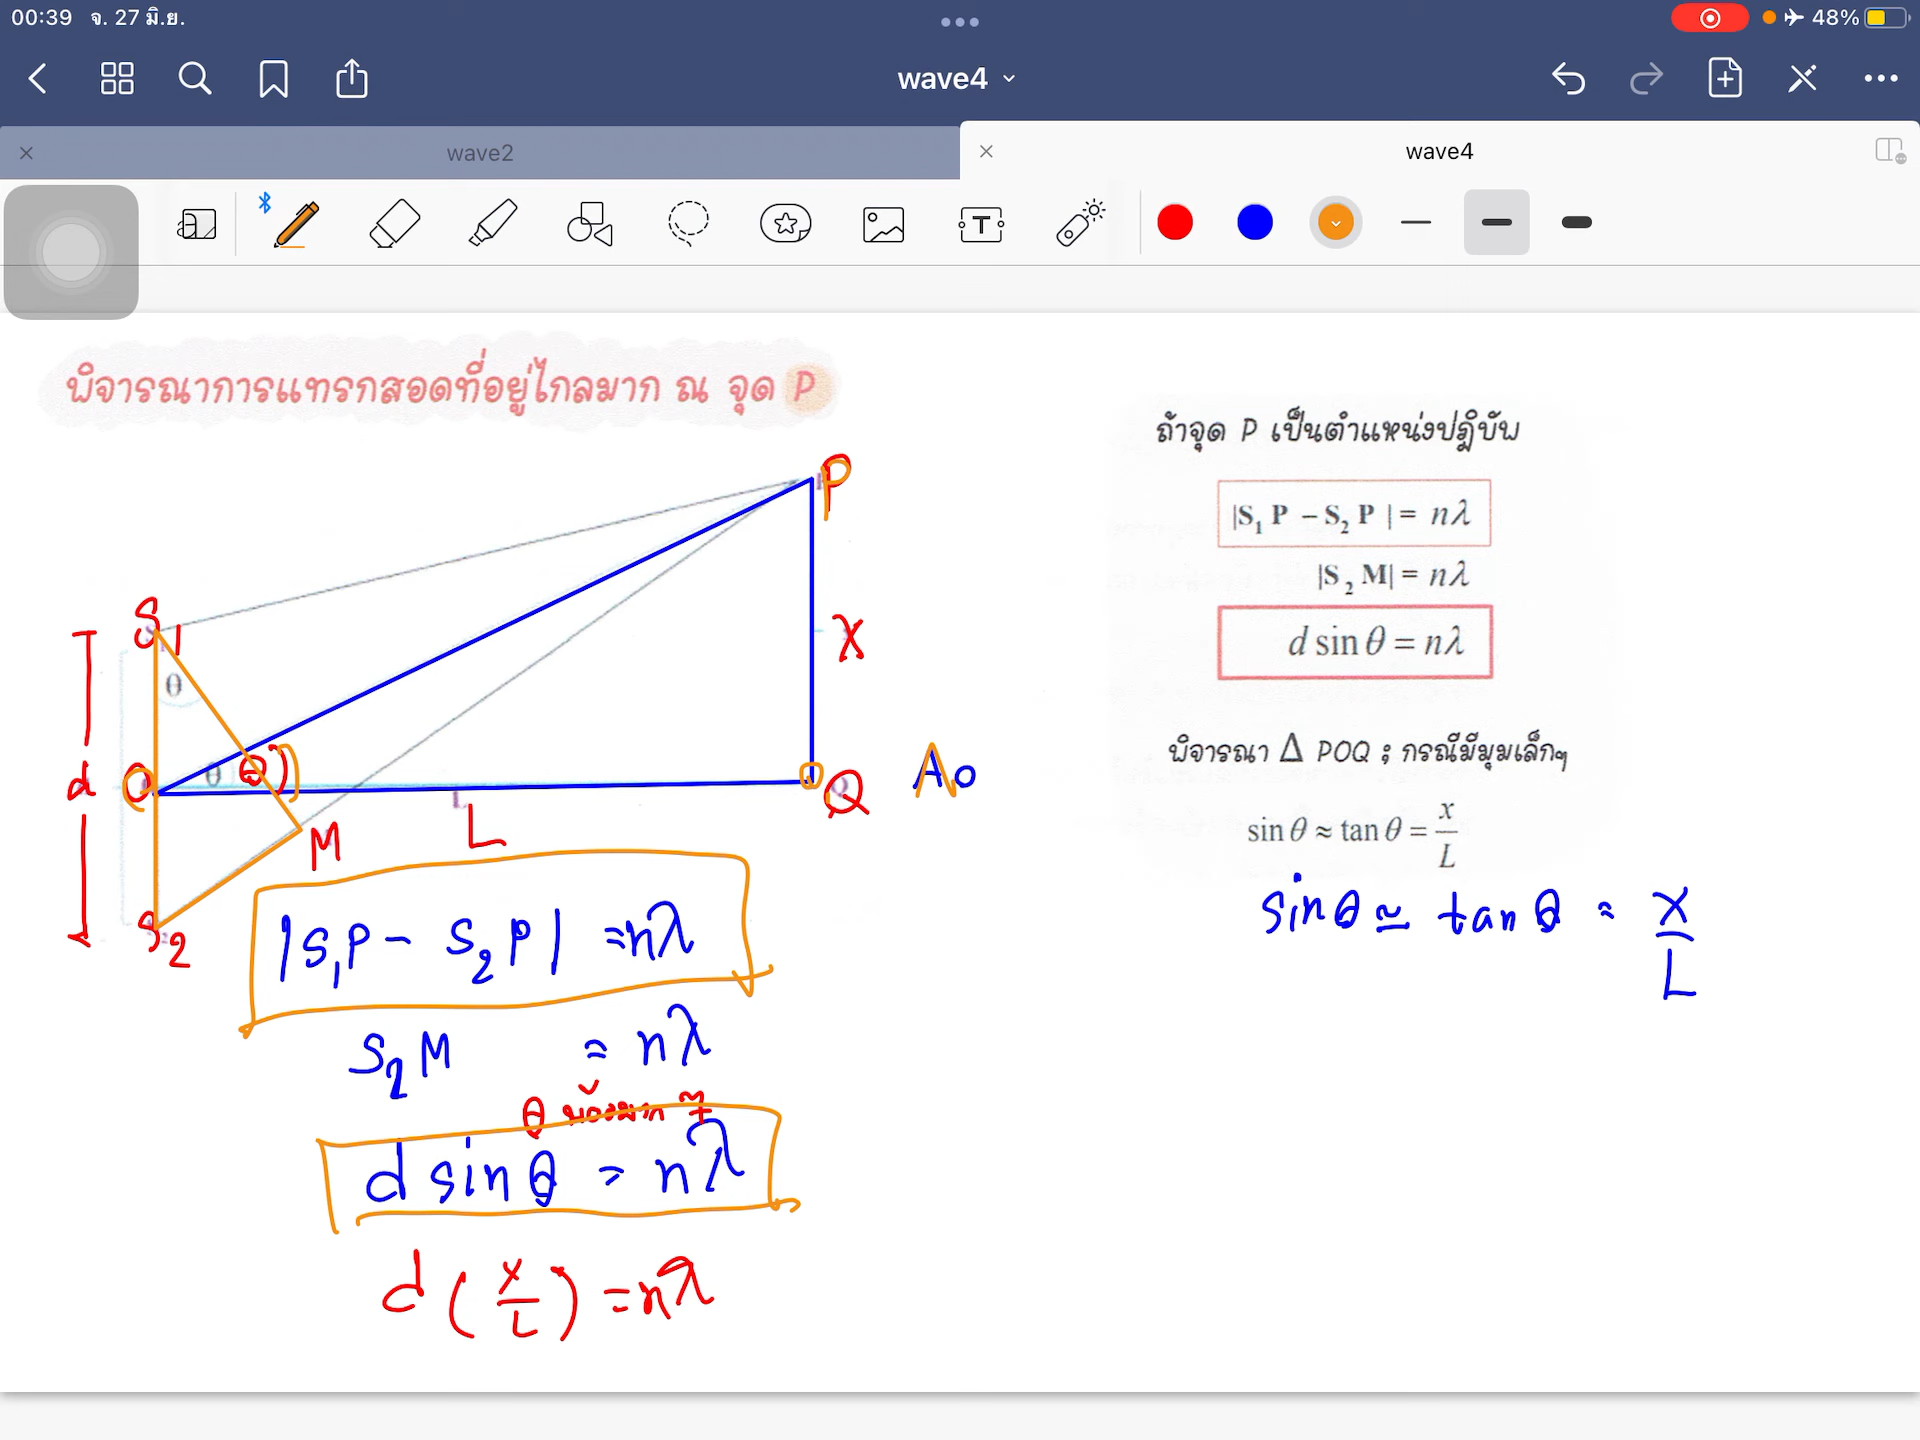 00:39 จ. 27 มิ.ย.
48%
wave4
wave2
wave4
พิจารณาการแทรกสอดที่อยู่ไกลมาก ณ จุด P
ถ้าจุด P เป็นตำแหน่งปฏิบัพ
|S₁ P − S₂ P | = nλ
|S₂ M| = nλ
d sin θ = nλ
พิจารณา Δ POQ ; กรณีมีมุมเล็กๆ
sin θ ≈ tan θ = x/L
sin θ ≃ tan θ = x/L
P
S₁
θ
X
d
O
θ
θ
Q
A₀
L
M
S₂
|S₁P − S₂P| = nλ
S₂M = nλ
θ น้อยมาก ๆ
d sin θ = nλ
d (x/L) = nλ